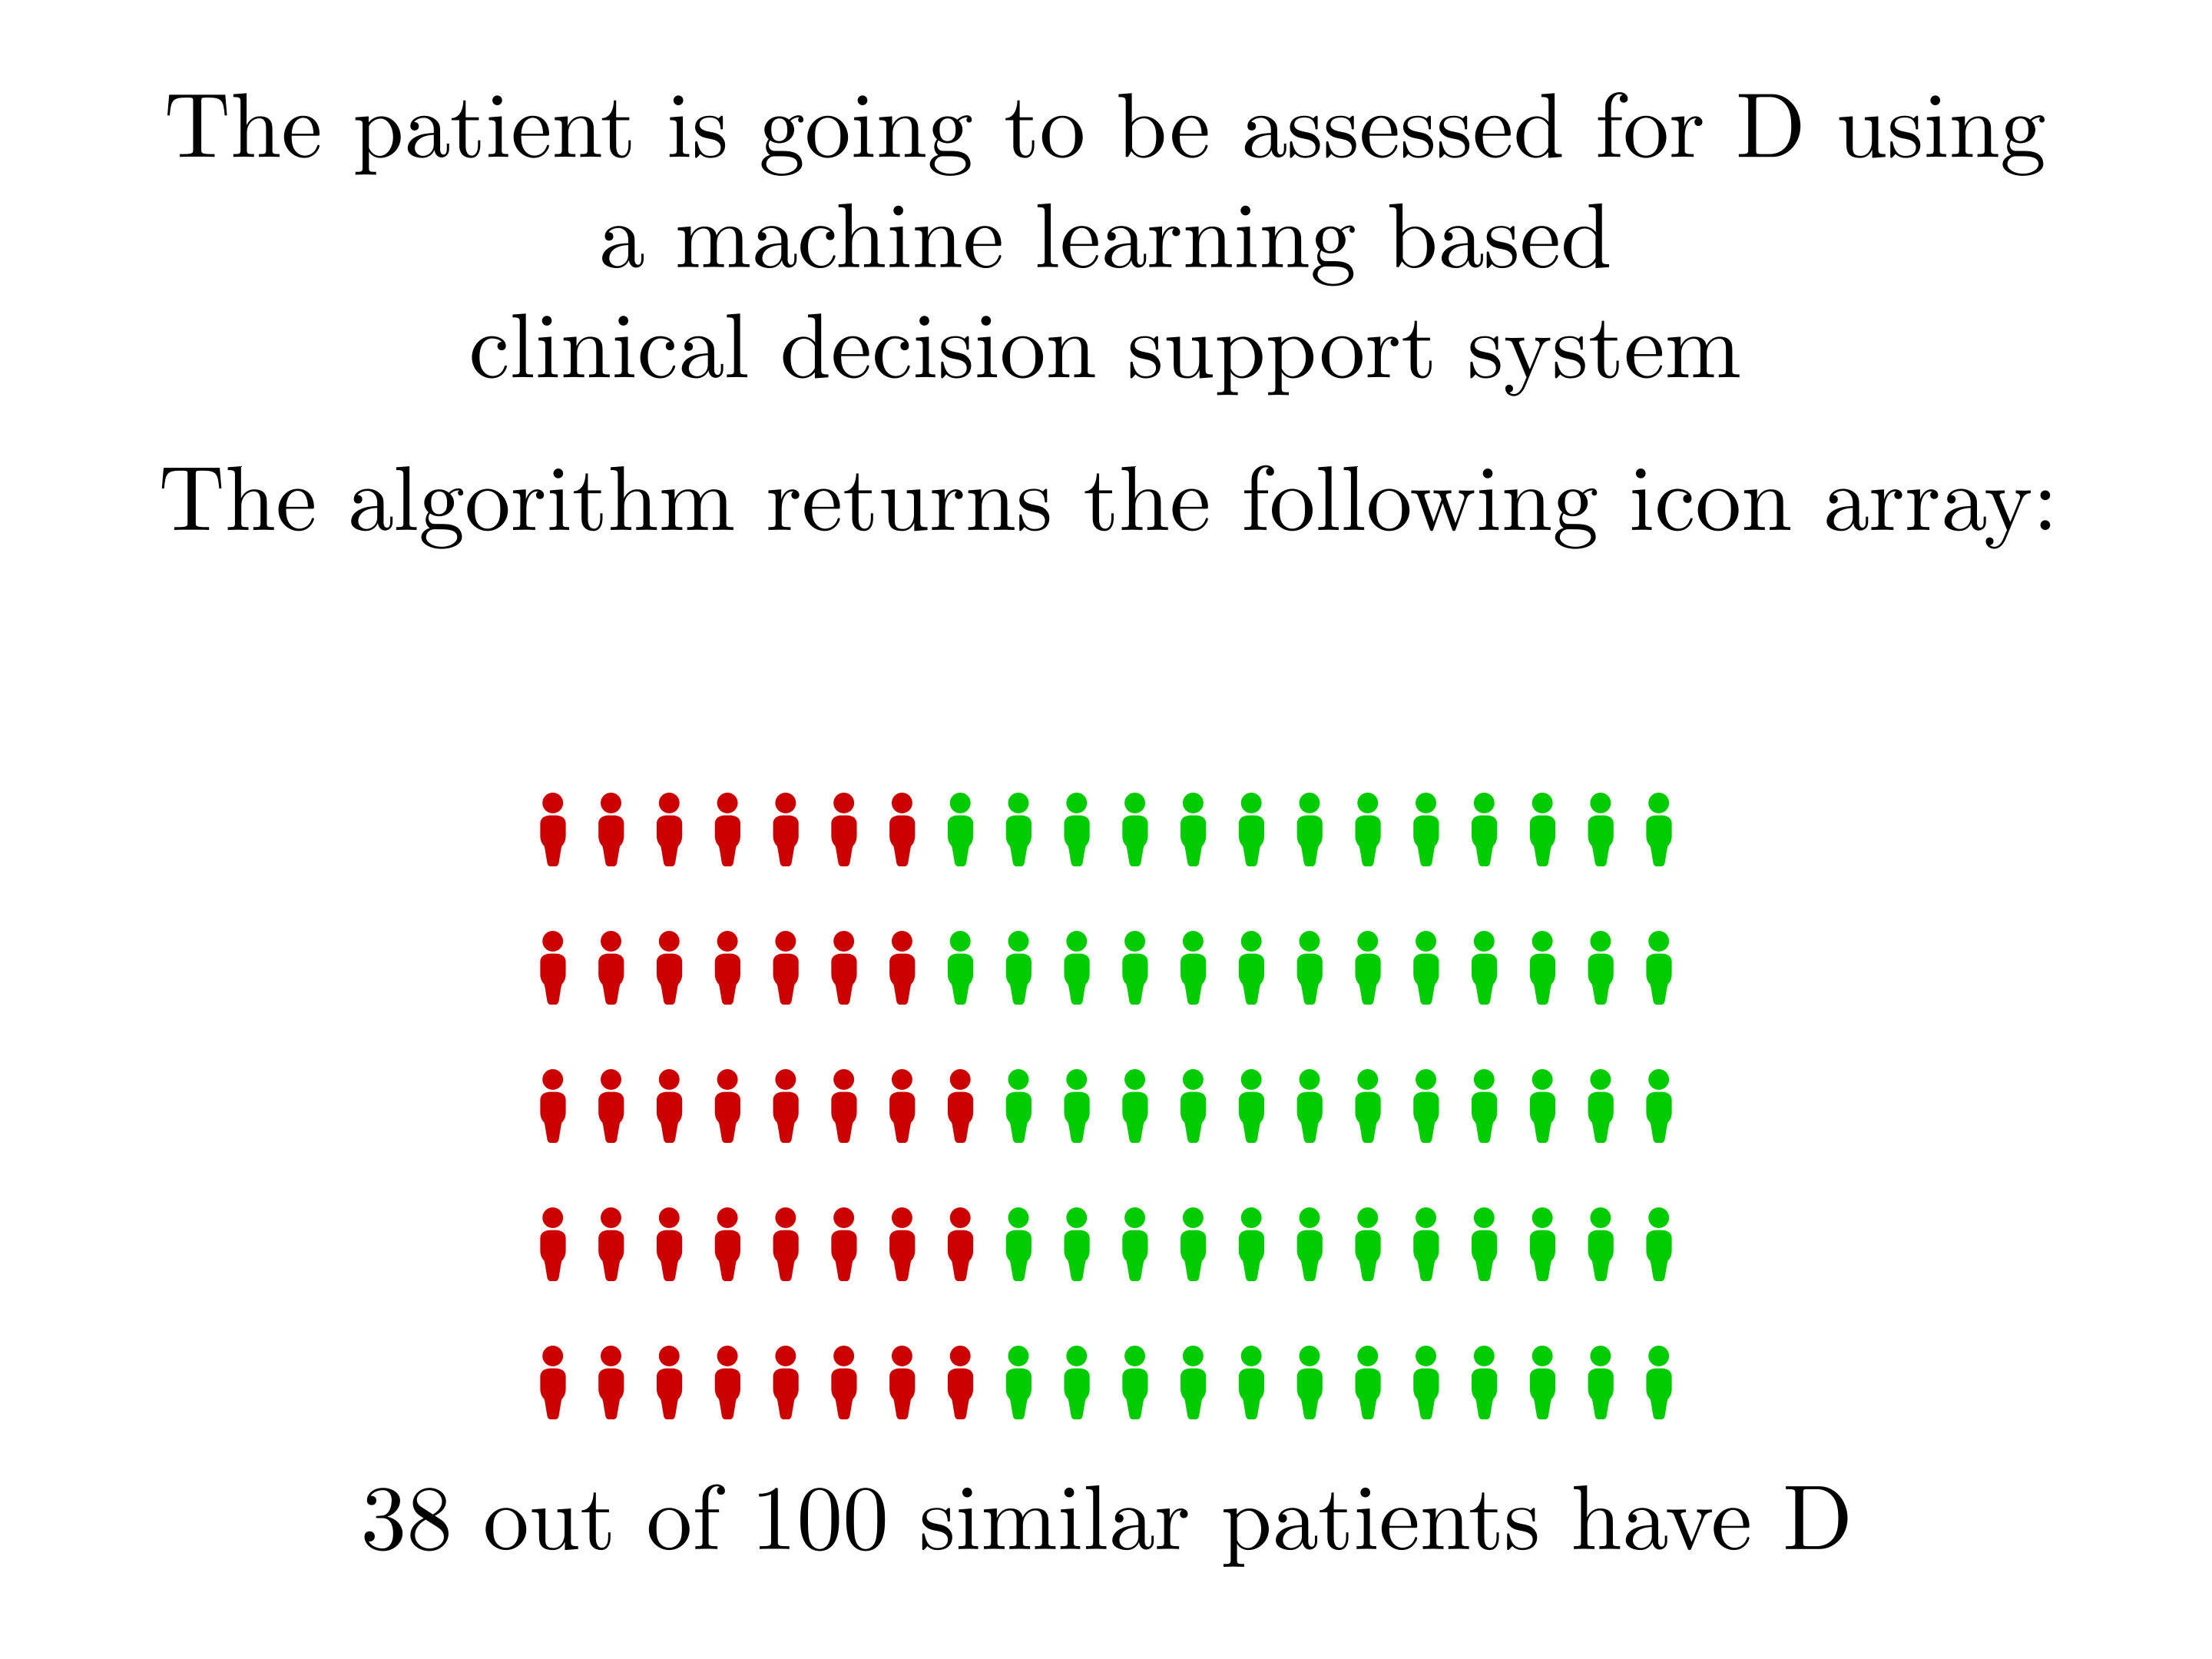 The patient is going to be assessed for D using
a machine learning based
clinical decision support system
The algorithm returns the following icon array:
38 out of 100 similar patients have D